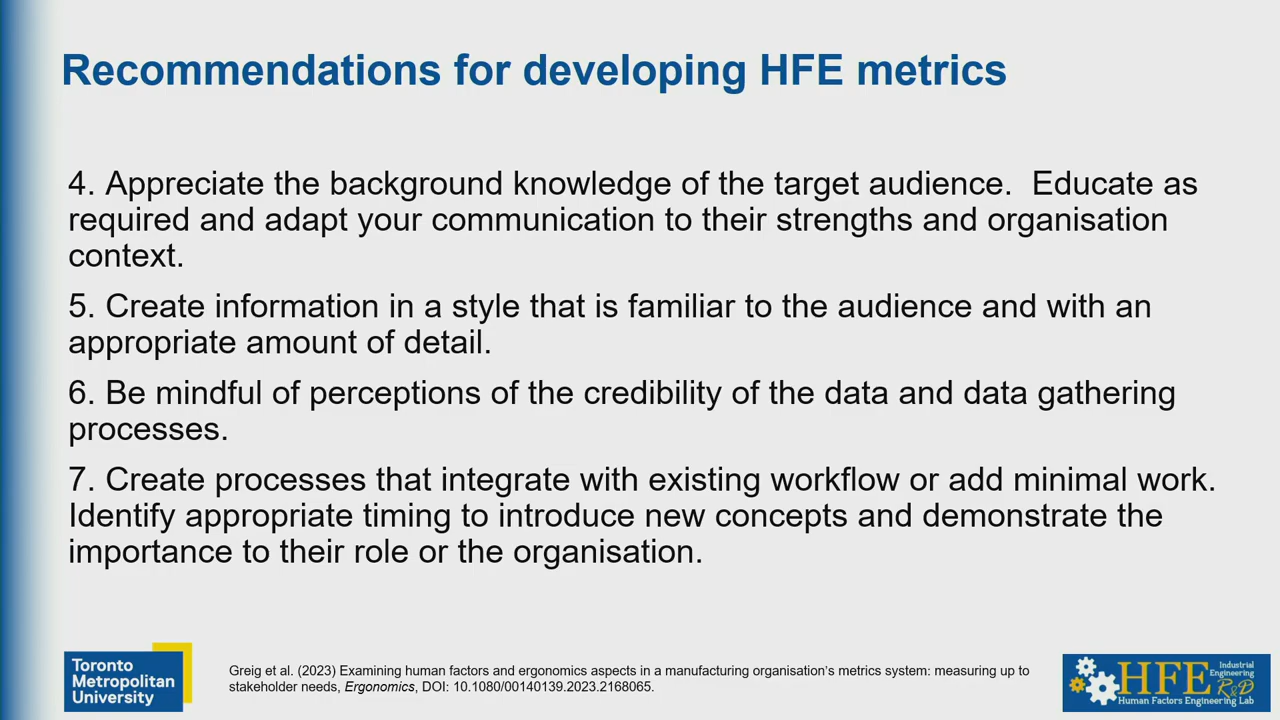 Recommendations for developing HFE metrics
4. Appreciate the background knowledge of the target audience.  Educate as
required and adapt your communication to their strengths and organisation
context.
5. Create information in a style that is familiar to the audience and with an
appropriate amount of detail.
6. Be mindful of perceptions of the credibility of the data and data gathering
processes.
7. Create processes that integrate with existing workflow or add minimal work.
Identify appropriate timing to introduce new concepts and demonstrate the
importance to their role or the organisation.
Toronto
Metropolitan
University
Greig et al. (2023) Examining human factors and ergonomics aspects in a manufacturing organisation's metrics system: measuring up to
stakeholder needs, Ergonomics, DOI: 10.1080/00140139.2023.2168065.
HFE
Industrial
Engineering
R&D
Human Factors Engineering Lab